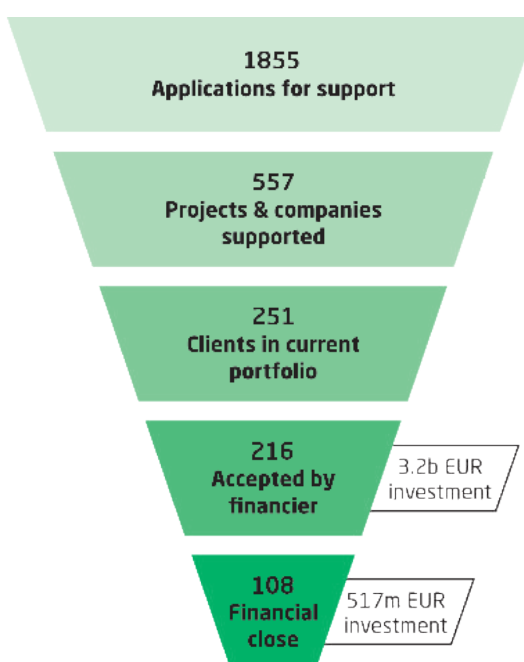 1855
Applications for support
557
Projects & companies
supported
251
Clients in current
portfolio
216
Accepted by
financier
3.2b EUR
investment
108
Financial
close
517m EUR
investment